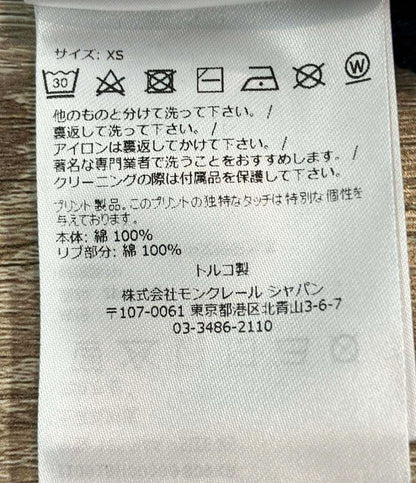 サイズ: XS
30 W
他のものと分けて洗って下さい。/
裏返して洗って下さい。/
アイロンは裏返してかけて下さい。/
著名な専門業者で洗うことをおすすめします。/
クリーニングの際は付属品を保護して下さい。
プリント製品。このプリントの独特なタッチは特別な個性を
与えております。
本体: 綿 100%
リブ部分: 綿 100%
トルコ製
株式会社モンクレール ジャパン
〒107-0061 東京都港区北青山3-6-7
03-3486-2110